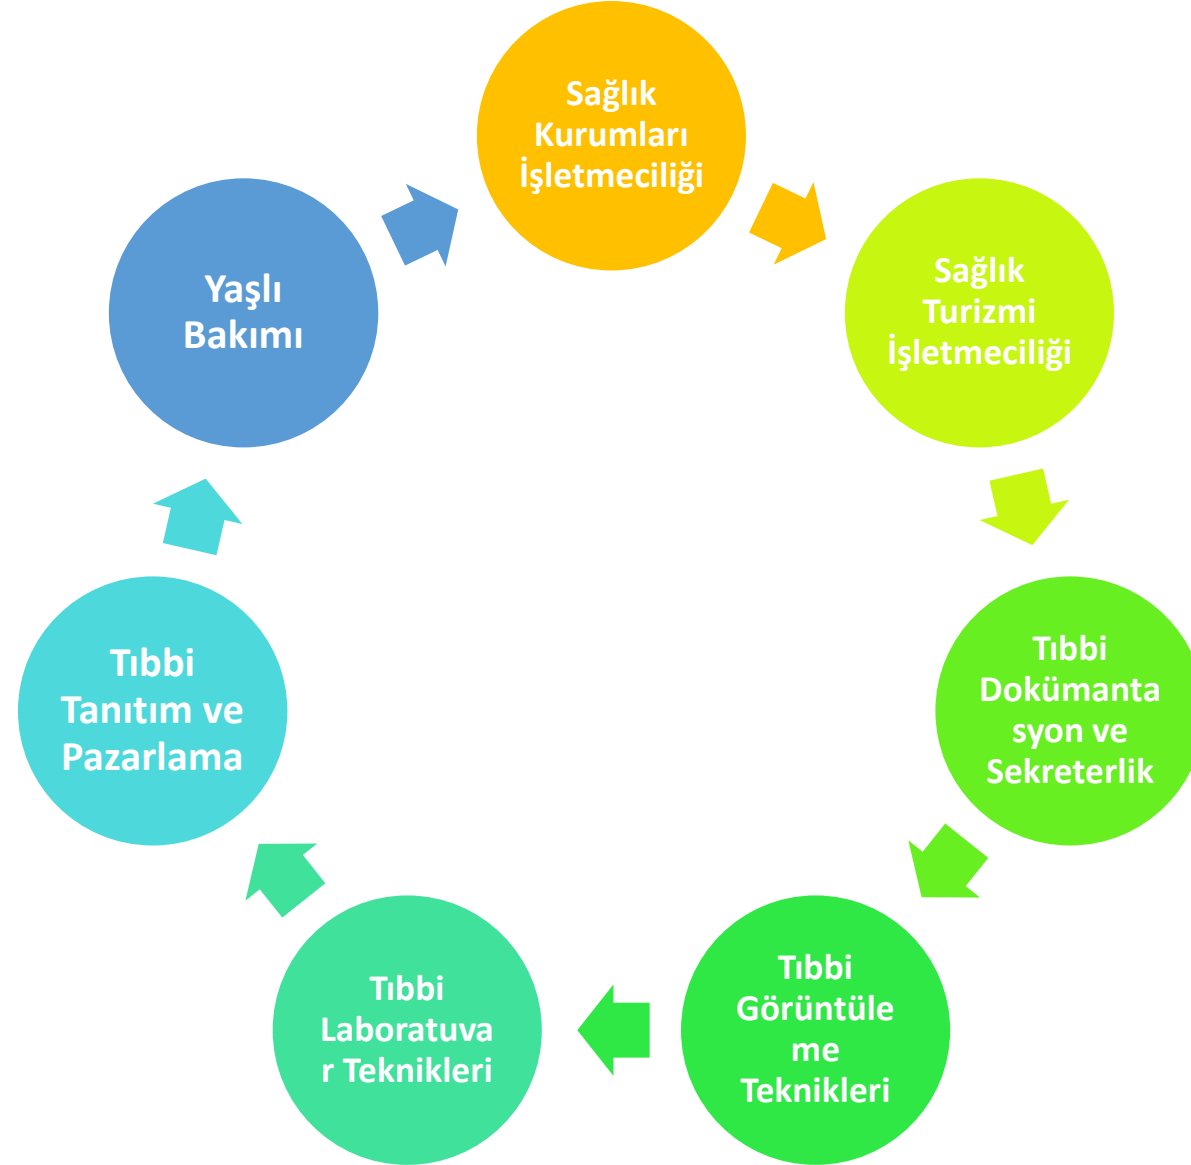 Sağlık
Kurumları
İşletmeciliği
Sağlık
Turizmi
İşletmeciliği
Tıbbi
Dokümanta
syon ve
Sekreterlik
Tıbbi
Görüntüle
me
Teknikleri
Tıbbi
Laboratuva
r Teknikleri
Tıbbi
Tanıtım ve
Pazarlama
Yaşlı
Bakımı